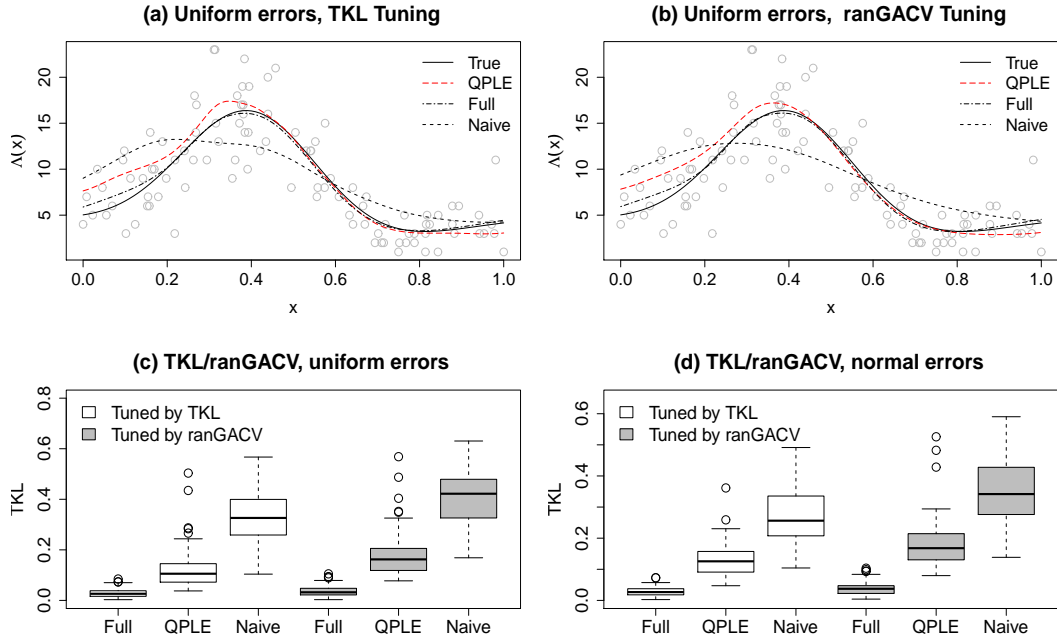 (a) Uniform errors, TKL Tuning
Λ(x)
20
15
10
5
True
QPLE
Full
Naive
0.0 0.2 0.4 0.6 0.8 1.0
x
(b) Uniform errors, ranGACV Tuning
Λ(x)
20
15
10
5
True
QPLE
Full
Naive
0.0 0.2 0.4 0.6 0.8 1.0
x
(c) TKL/ranGACV, uniform errors
TKL
0.8
0.6
0.4
0.2
0.0
Tuned by TKL
Tuned by ranGACV
Full QPLE Naive Full QPLE Naive
(d) TKL/ranGACV, normal errors
TKL
0.6
0.4
0.2
0.0
Tuned by TKL
Tuned by ranGACV
Full QPLE Naive Full QPLE Naive